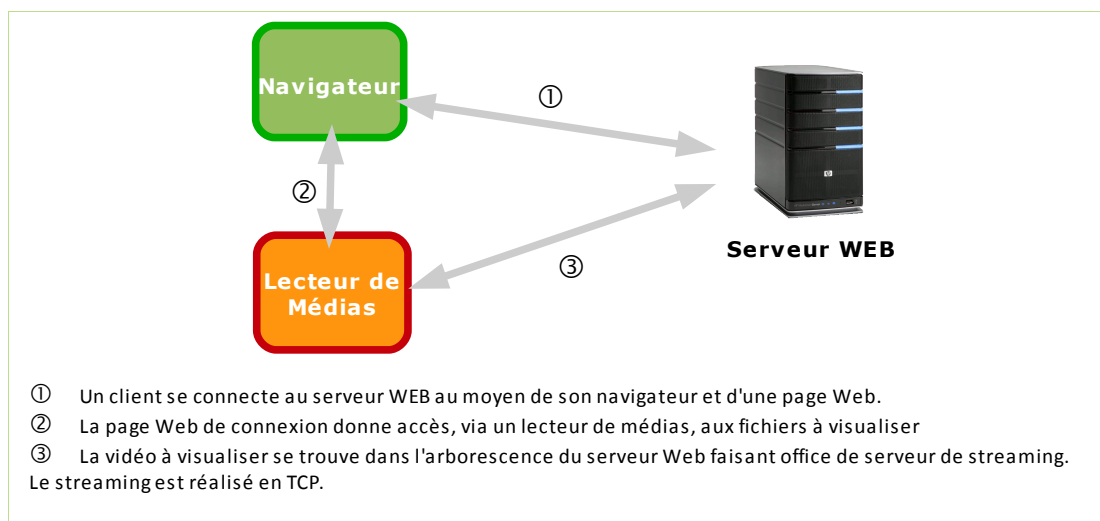 Navigateur
①
②
Serveur WEB
③
Lecteur de
Médias
① Un client se connecte au serveur WEB au moyen de son navigateur et d'une page Web.
② La page Web de connexion donne accès, via un lecteur de médias, aux fichiers à visualiser
③ La vidéo à visualiser se trouve dans l'arborescence du serveur Web faisant office de serveur de streaming.
Le streaming est réalisé en TCP.